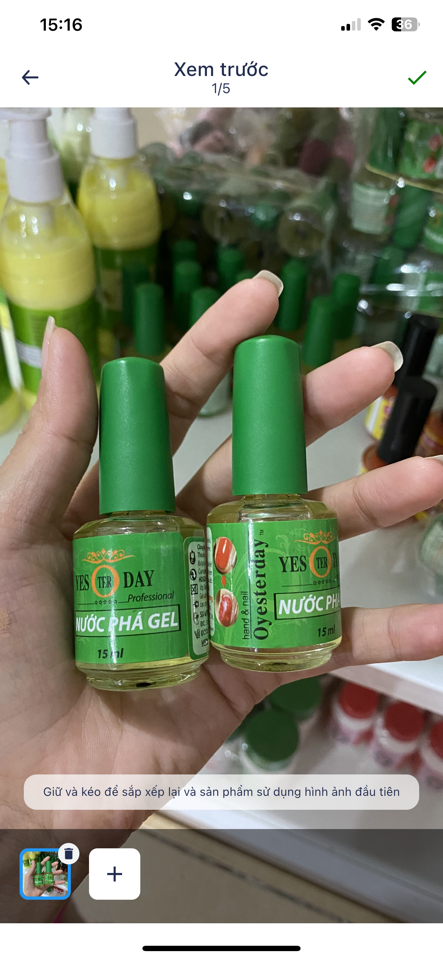 15:16
36
Xem trước
1/5
YES TER DAY
Professional
NƯỚC PHÁ GEL
15 ml
hand & nail
Oyesterday™
YES TER
NƯỚC PHÁ
15 ml
Giữ và kéo để sắp xếp lại và sản phẩm sử dụng hình ảnh đầu tiên